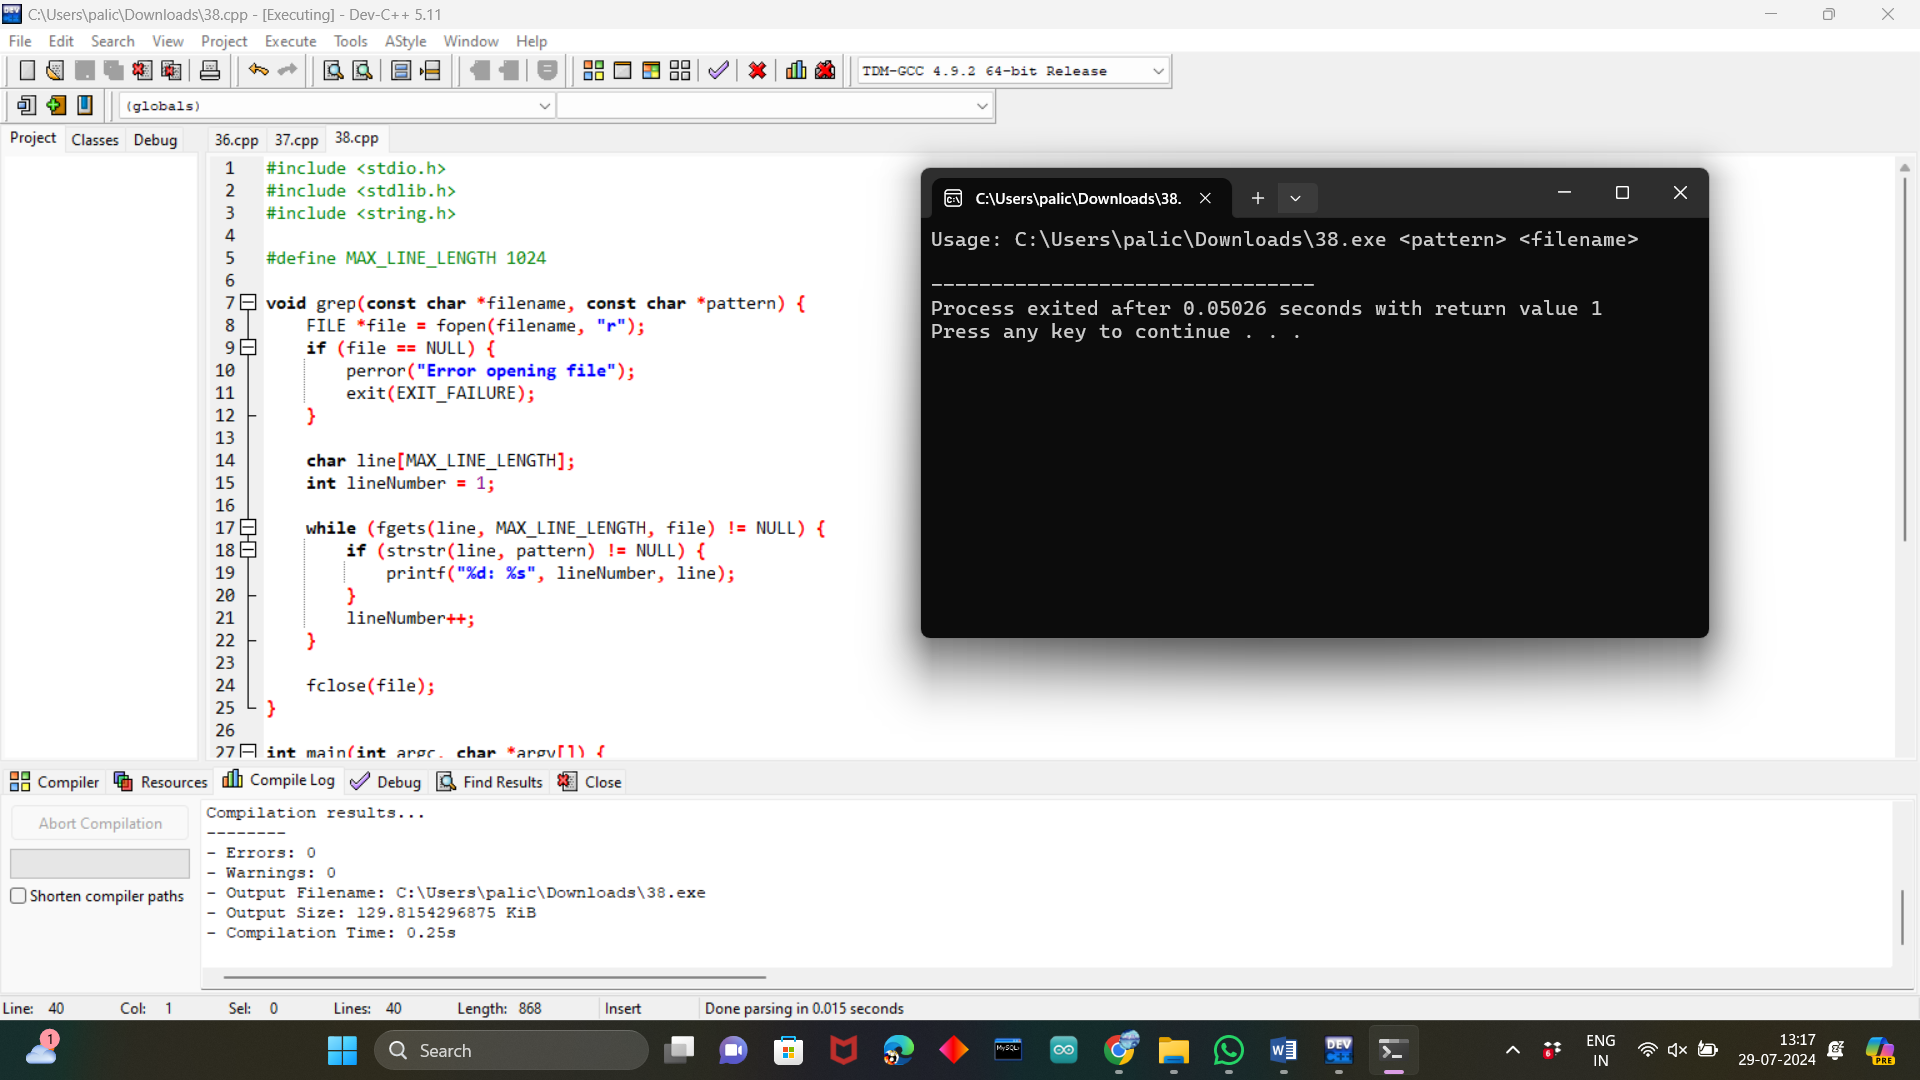 C:\Users\palic\Downloads\38.cpp - [Executing] - Dev-C++ 5.11
File Edit Search View Project Execute Tools AStyle Window Help
TDM-GCC 4.9.2 64-bit Release
(globals)
Project Classes Debug
36.cpp 37.cpp 38.cpp
1 #include <stdio.h>
2 #include <stdlib.h>
3 #include <string.h>
4
5 #define MAX_LINE_LENGTH 1024
6
7 void grep(const char *filename, const char *pattern) {
8 FILE *file = fopen(filename, "r");
9 if (file == NULL) {
10 perror("Error opening file");
11 exit(EXIT_FAILURE);
12 }
13
14 char line[MAX_LINE_LENGTH];
15 int lineNumber = 1;
16
17 while (fgets(line, MAX_LINE_LENGTH, file) != NULL) {
18 if (strstr(line, pattern) != NULL) {
19 printf("%d: %s", lineNumber, line);
20 }
21 lineNumber++;
22 }
23
24 fclose(file);
25 }
26
27 int main(int argc, char *argv[]) {
C:\Users\palic\Downloads\38.
Usage: C:\Users\palic\Downloads\38.exe <pattern> <filename>
--------------------------------
Process exited after 0.05026 seconds with return value 1
Press any key to continue . . .
Compiler Resources Compile Log Debug Find Results Close
Abort Compilation
Shorten compiler paths
Compilation results...
--------
- Errors: 0
- Warnings: 0
- Output Filename: C:\Users\palic\Downloads\38.exe
- Output Size: 129.8154296875 KiB
- Compilation Time: 0.25s
Line: 40 Col: 1 Sel: 0 Lines: 40 Length: 868 Insert Done parsing in 0.015 seconds
1
Search
MySQL
DEV
6
ENG
IN
13:17
29-07-2024
PRE